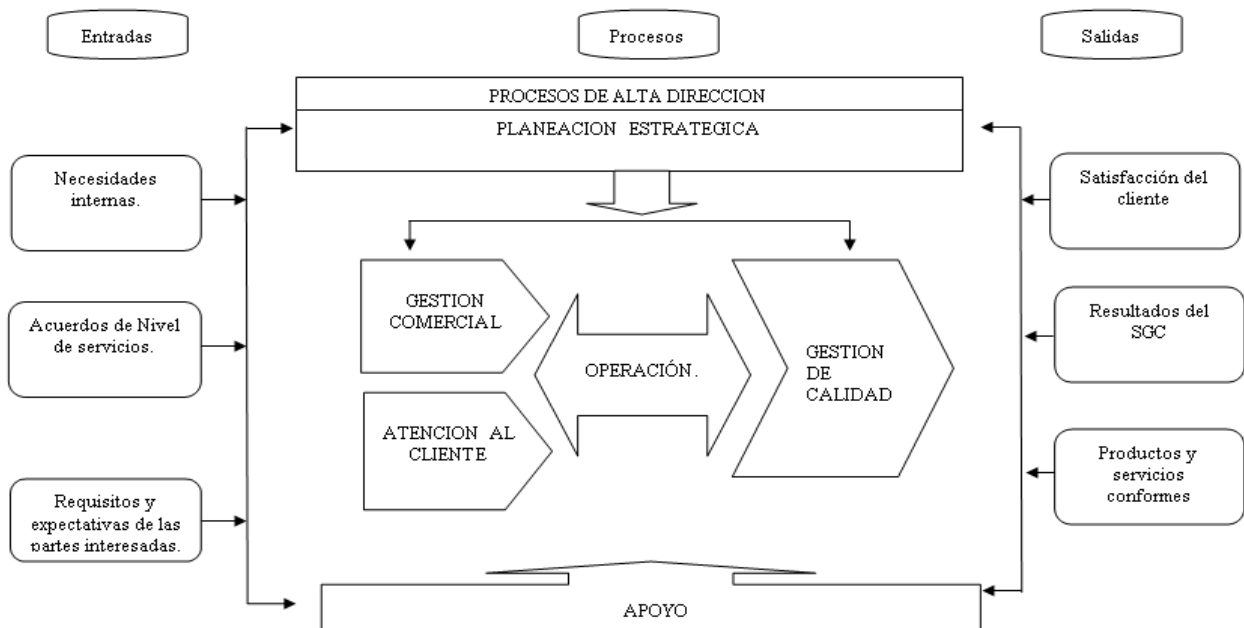 Entradas
Procesos
Salidas
PROCESOS DE ALTA DIRECCION
PLANEACION ESTRATEGICA
Necesidades
internas.
Acuerdos de Nivel
de servicios.
Requisitos y
expectativas de las
partes interesadas.
GESTION
COMERCIAL
ATENCION AL
CLIENTE
OPERACIÓN.
GESTION
DE
CALIDAD
Satisfacción del
cliente
Resultados del
SGC
Productos y
servicios
conformes
APOYO